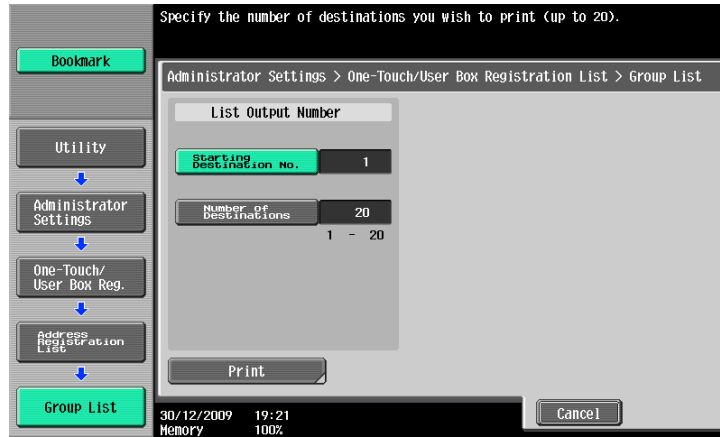 Specify the number of destinations you wish to print (up to 20).
Bookmark
Administrator Settings > One-Touch/User Box Registration List > Group List
List Output Number
Utility
Starting
Destination No.
1
Administrator
Settings
Number of
Destinations
20
1 - 20
One-Touch/
User Box Reg.
Address
Registration
List
Print
Group List
30/12/2009 19:21
Memory 100%
Cancel